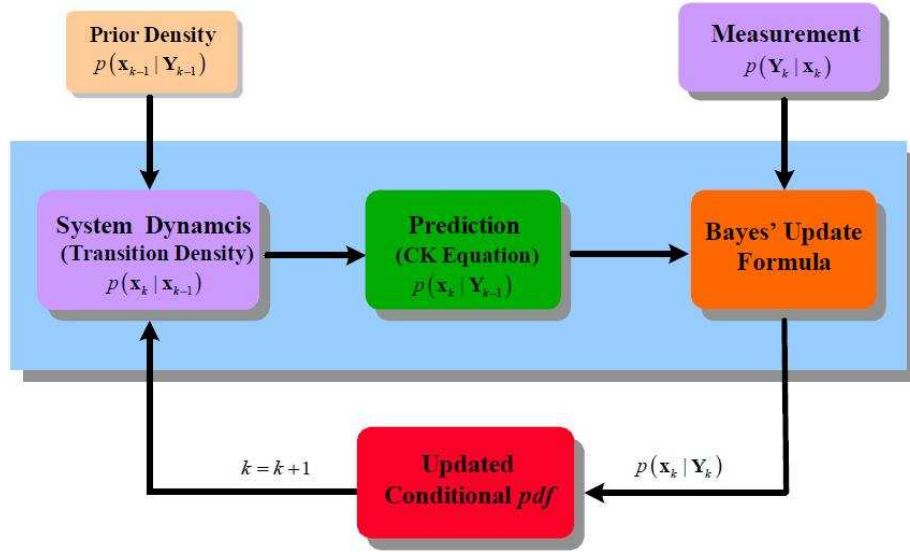 Prior Density
p(x_{k-1} | Y_{k-1})
Measurement
p(Y_k | x_k)
System Dynamcis
(Transition Density)
p(x_k | x_{k-1})
Prediction
(CK Equation)
p(x_k | Y_{k-1})
Bayes' Update
Formula
k = k + 1
Updated
Conditional pdf
p(x_k | Y_k)